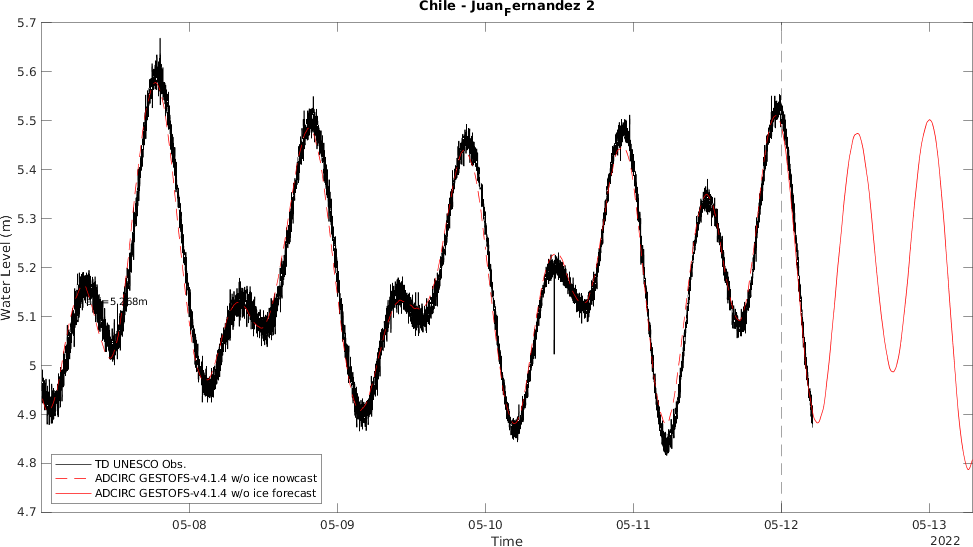 Chile - Juan_Fernandez 2
5.7
5.6
5.5
5.4
5.3
5.2
5.1
5
4.9
4.8
4.7
Water Level (m)
=5.268m
TD UNESCO Obs.
ADCIRC GESTOFS-v4.1.4 w/o ice nowcast
ADCIRC GESTOFS-v4.1.4 w/o ice forecast
05-08
05-09
05-10
05-11
05-12
05-13
Time
2022